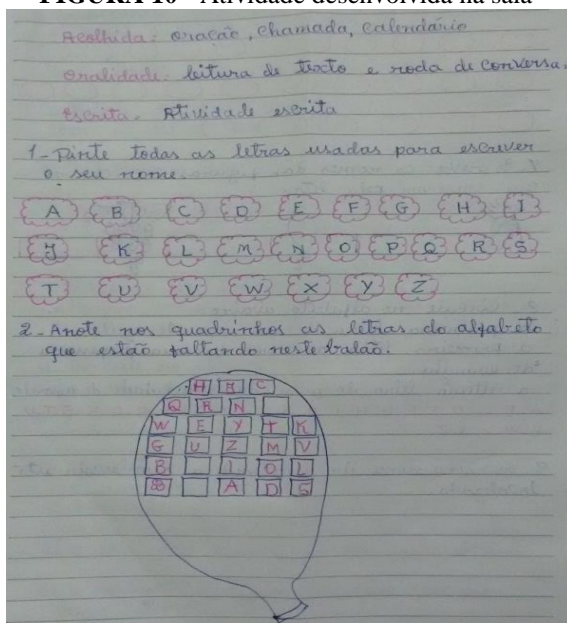 FIGURA 10 - Atividade desenvolvida na sala
Acolhida: oração, chamada, calendário
Oralidade: leitura de texto e roda de conversa.
Escrita. Atividade escrita
1- Pinte todas as letras usadas para escrever
o seu nome.
A B C D E F G H I
J K L M N O P Q R S
T U V W X Y Z
2- Anote nos quadrinhos as letras do alfabeto
que estão faltando neste balão.
H C
Q R N
W E Y T K
G U Z M V
B I O L
A D S